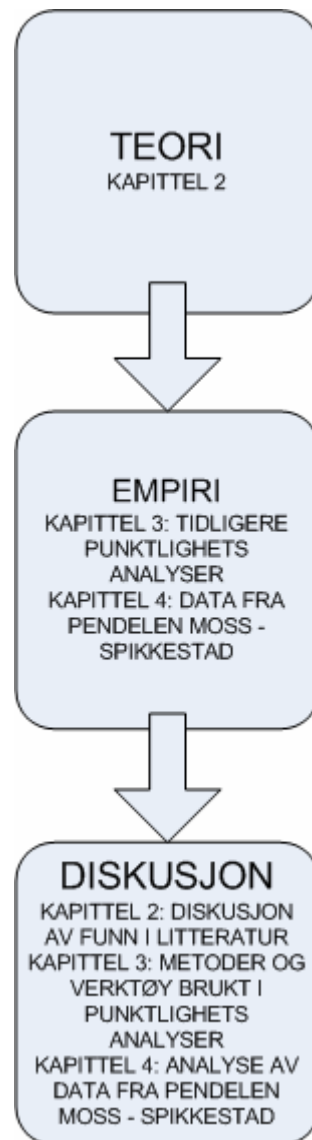 TEORI
KAPITTEL 2
EMPIRI
KAPITTEL 3: TIDLIGERE
PUNKTLIGHETS
ANALYSER
KAPITTEL 4: DATA FRA
PENDELEN MOSS -
SPIKKESTAD
DISKUSJON
KAPITTEL 2: DISKUSJON
AV FUNN I LITTERATUR
KAPITTEL 3: METODER OG
VERKTØY BRUKT I
PUNKTLIGHETS
ANALYSER
KAPITTEL 4: ANALYSE AV
DATA FRA PENDELEN
MOSS - SPIKKESTAD